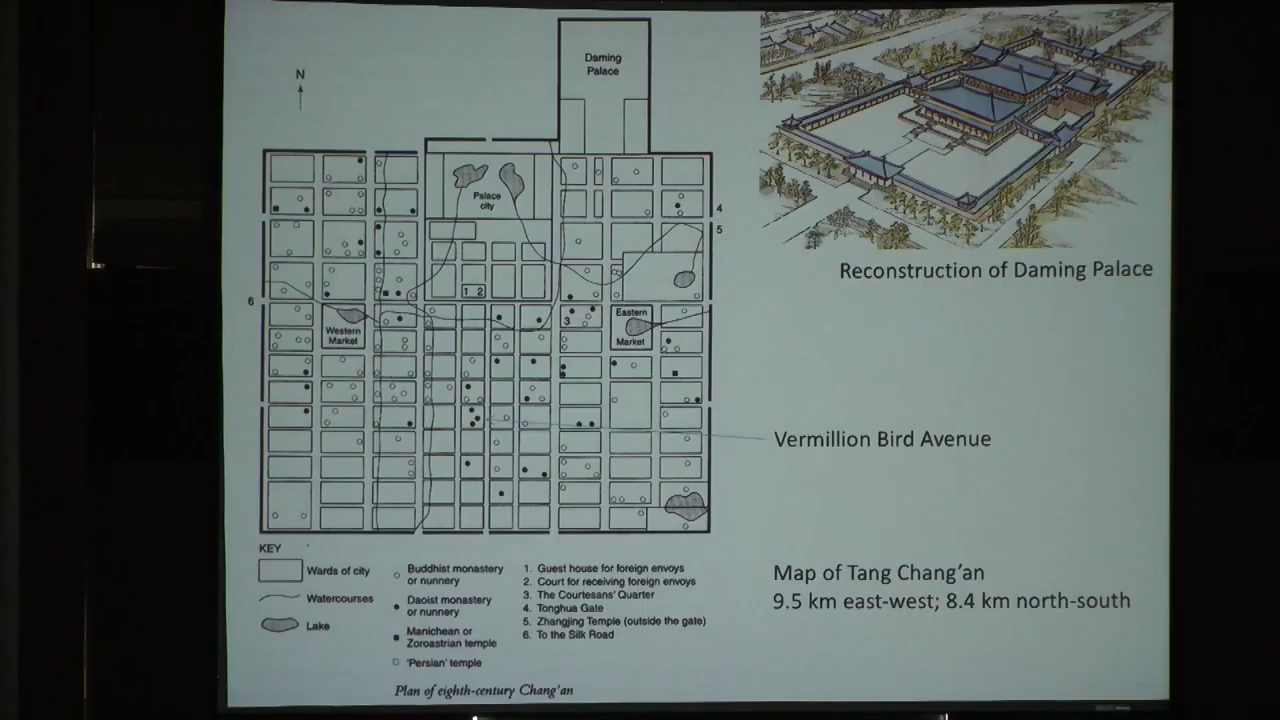 Daming
Palace
N
Palace
city
4
5
6
1 2
3
Western
Market
Eastern
Market
Reconstruction of Daming Palace
Vermillion Bird Avenue
Map of Tang Chang’an
9.5 km east-west; 8.4 km north-south
KEY
Wards of city
Watercourses
Lake
Buddhist monastery
or nunnery
Daoist monastery
or nunnery
Manichean or
Zoroastrian temple
'Persian' temple
1. Guest house for foreign envoys
2. Court for receiving foreign envoys
3. The Courtesans' Quarter
4. Tonghua Gate
5. Zhangjing Temple (outside the gate)
6. To the Silk Road
Plan of eighth-century Chang'an